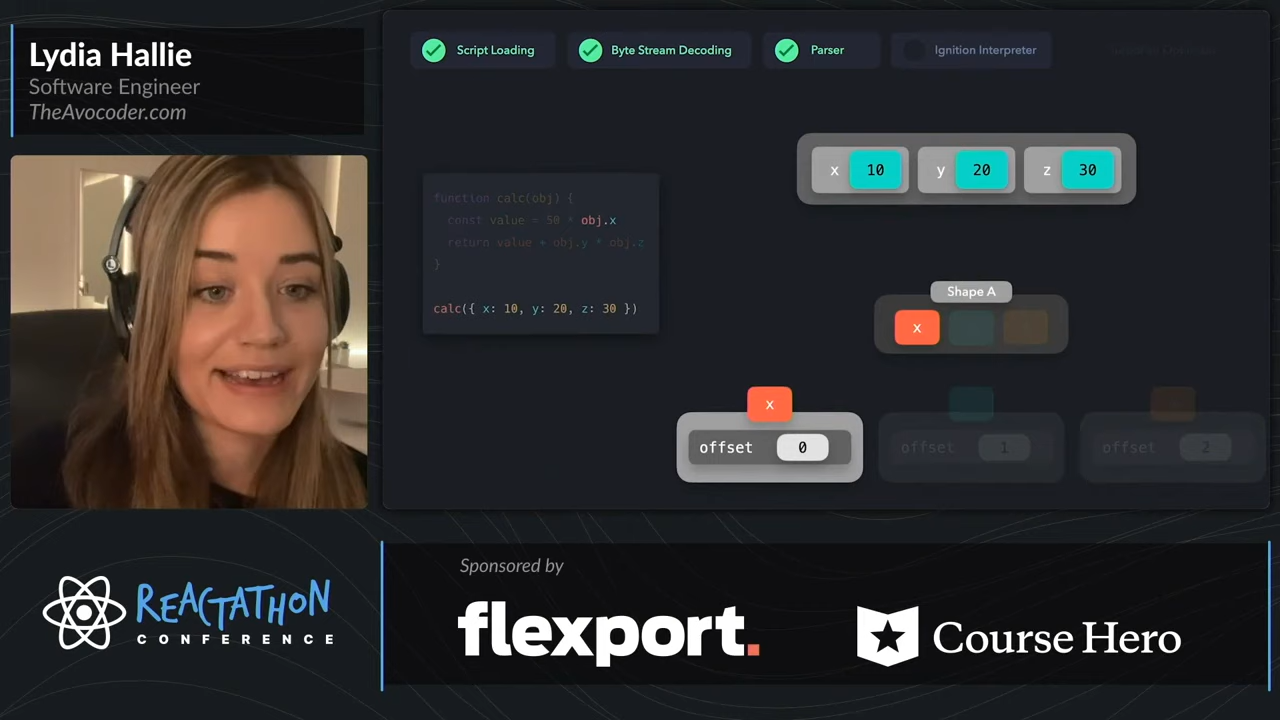 Lydia Hallie
Software Engineer
TheAvocoder.com
Script Loading
Byte Stream Decoding
Parser
Ignition Interpreter
function calc(obj) {
const value = 50 * obj.x
return value + obj.y * obj.z
}
calc({ x: 10, y: 20, z: 30 })
x 10 y 20 z 30
Shape A
x
x
offset 0
offset 1
offset 2
REACTATHON
CONFERENCE
Sponsored by
flexport.
Course Hero